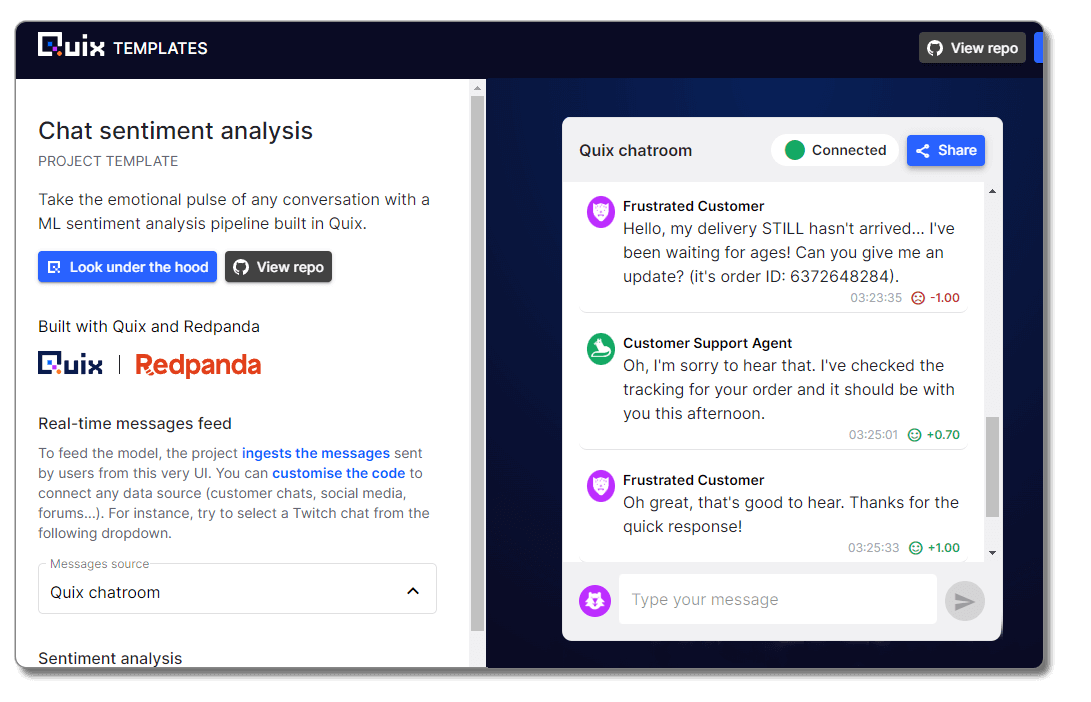 Quix TEMPLATES
View repo
Chat sentiment analysis
PROJECT TEMPLATE
Take the emotional pulse of any conversation with a
ML sentiment analysis pipeline built in Quix.
Look under the hood
View repo
Built with Quix and Redpanda
Quix | Redpanda
Real-time messages feed
To feed the model, the project ingests the messages sent
by users from this very UI. You can customise the code to
connect any data source (customer chats, social media,
forums...). For instance, try to select a Twitch chat from the
following dropdown.
Messages source
Quix chatroom
Sentiment analysis
Quix chatroom
Connected
Share
Frustrated Customer
Hello, my delivery STILL hasn't arrived... I've
been waiting for ages! Can you give me an
update? (it's order ID: 6372648284).
03:23:35 -1.00
Customer Support Agent
Oh, I'm sorry to hear that. I've checked the
tracking for your order and it should be with
you this afternoon.
03:25:01 +0.70
Frustrated Customer
Oh great, that's good to hear. Thanks for the
quick response!
03:25:33 +1.00
Type your message